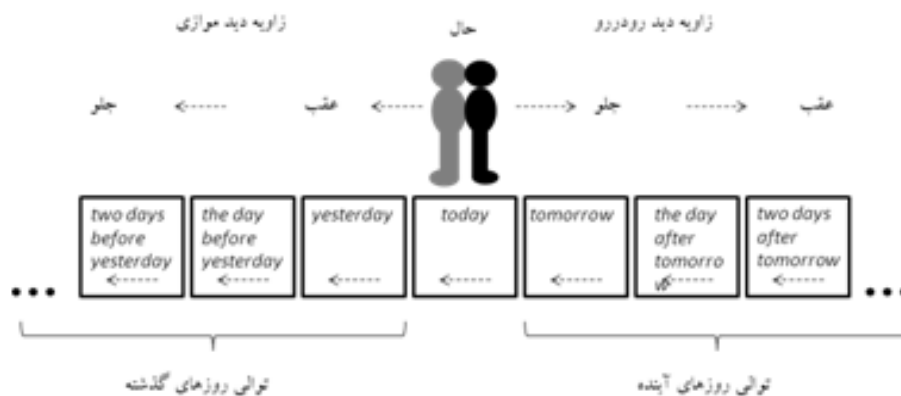 زاویه دید موازی
حال
زاویه دید رودررو
جلو
عقب
جلو
عقب
two days
before
yesterday
the day
before
yesterday
yesterday
today
tomorrow
the day
after
tomorro
w
two days
after
tomorrow
...
...
توالی روزهای گذشته
توالی روزهای آینده